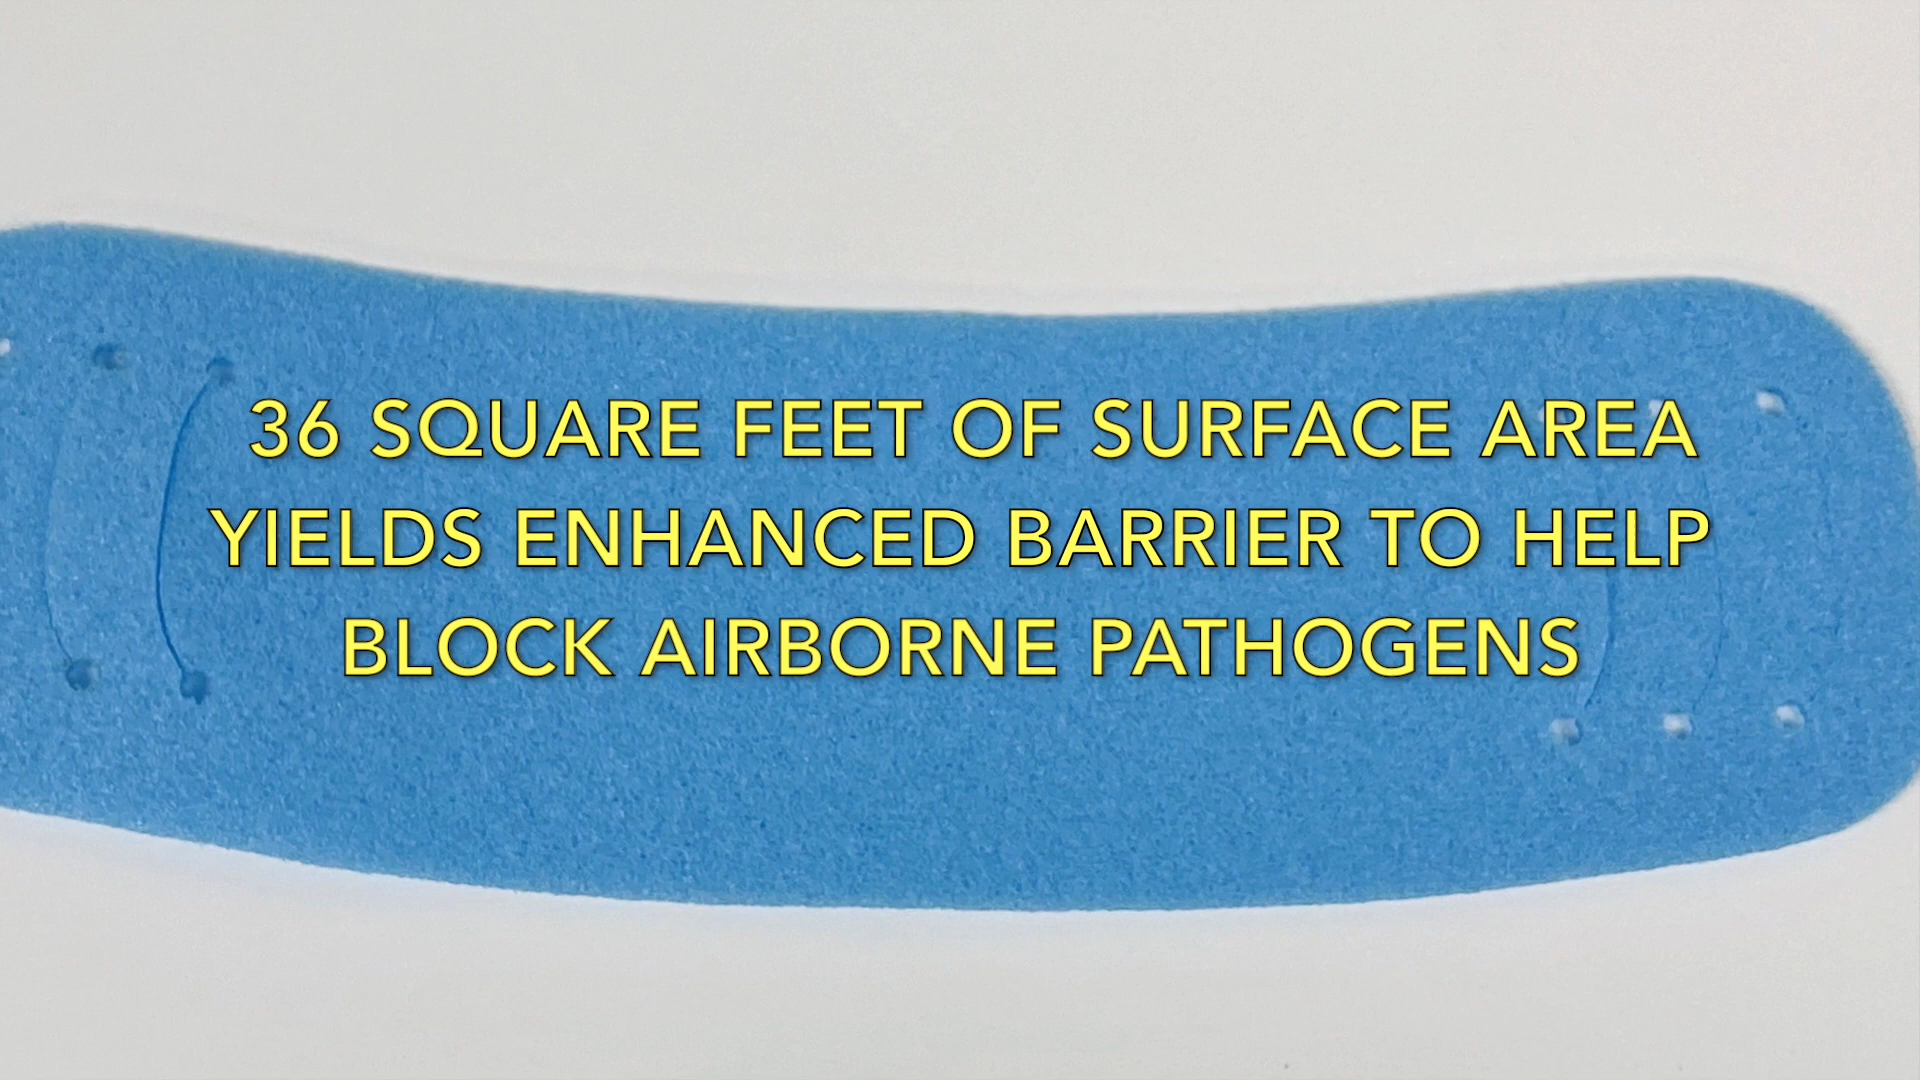 36 SQUARE FEET OF SURFACE AREA
YIELDS ENHANCED BARRIER TO HELP
BLOCK AIRBORNE PATHOGENS